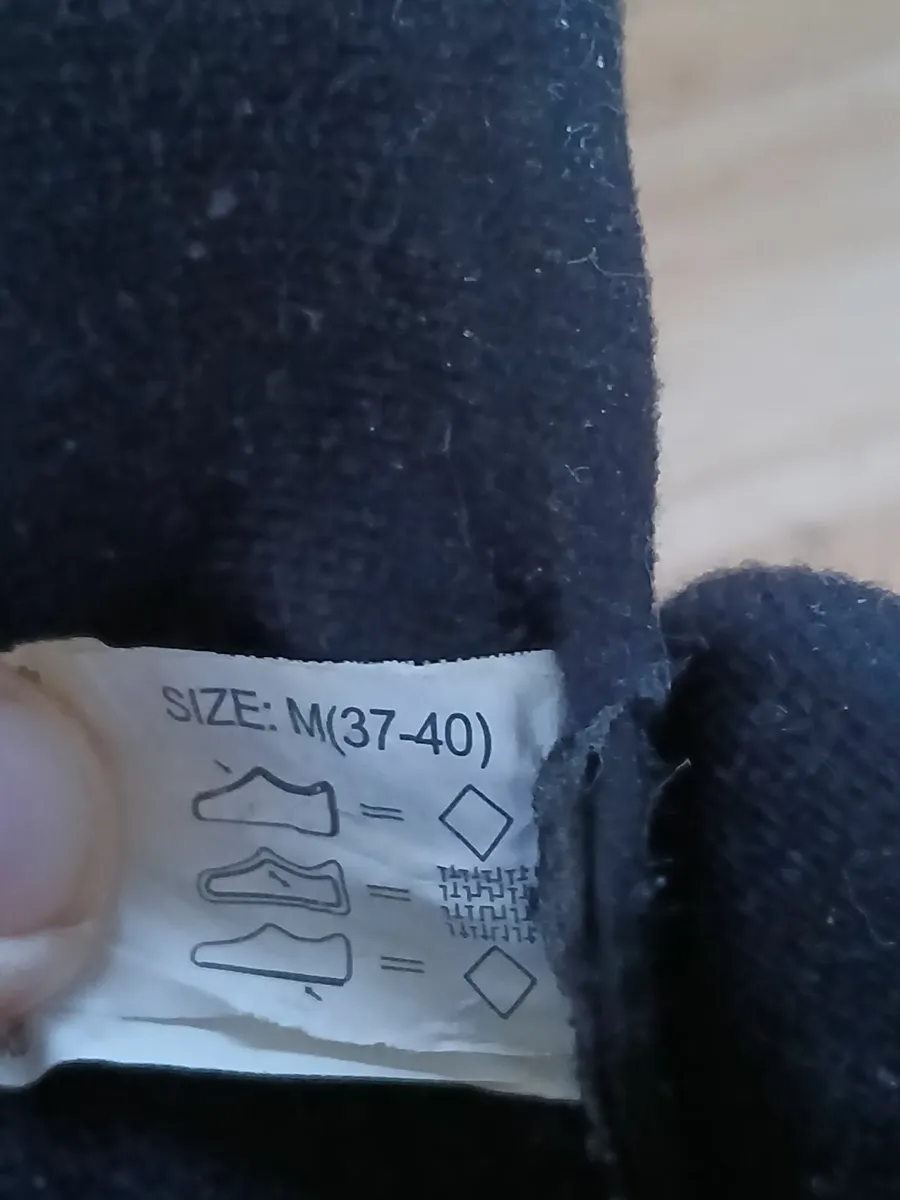 SIZE: M(37-40)
=
=
=